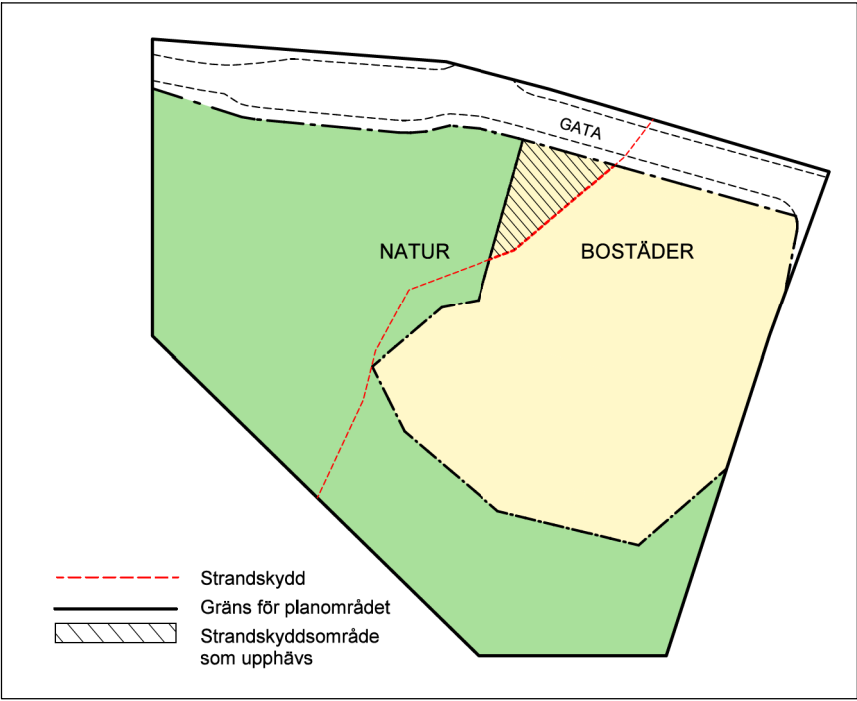 GATA
NATUR
BOSTÄDER
Strandskydd
Gräns för planområdet
Strandskyddsområde
som upphävs